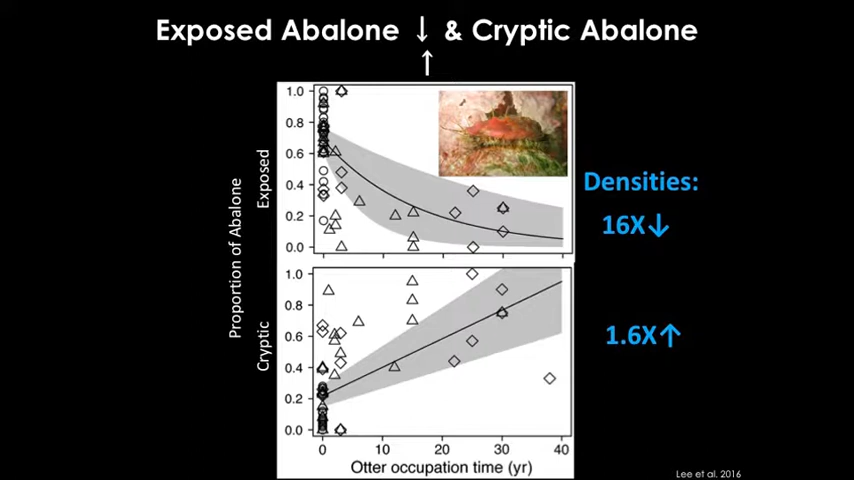 Exposed Abalone ↓ & Cryptic Abalone
↑
Proportion of Abalone
Exposed
1.0
0.8
0.6
0.4
0.2
0.0
Densities:
16X↓
Cryptic
1.0
0.8
0.6
0.4
0.2
0.0
1.6X↑
0 10 20 30 40
Otter occupation time (yr)
Lee et al, 2016